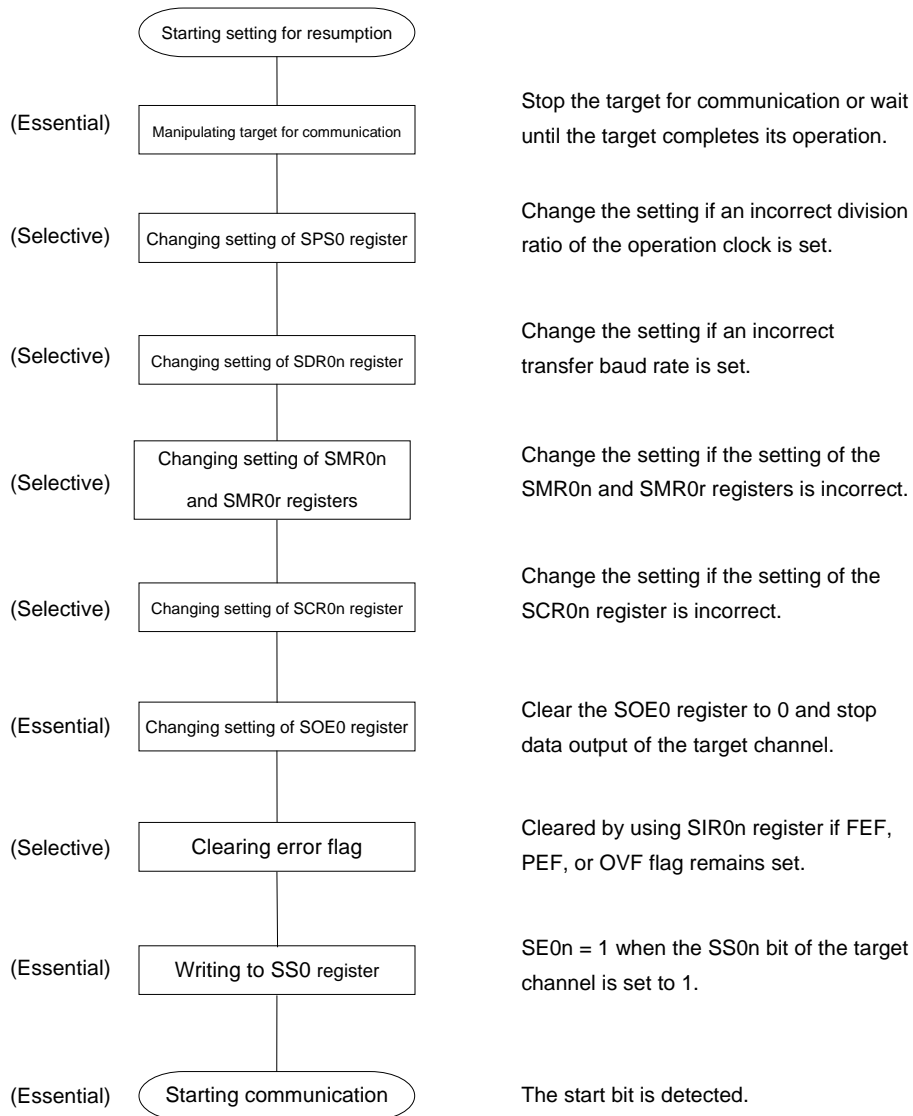 Starting setting for resumption
(Essential)
Manipulating target for communication
Stop the target for communication or wait
until the target completes its operation.
(Selective)
Changing setting of SPS0 register
Change the setting if an incorrect division
ratio of the operation clock is set.
(Selective)
Changing setting of SDR0n register
Change the setting if an incorrect
transfer baud rate is set.
(Selective)
Changing setting of SMR0n
and SMR0r registers
Change the setting if the setting of the
SMR0n and SMR0r registers is incorrect.
(Selective)
Changing setting of SCR0n register
Change the setting if the setting of the
SCR0n register is incorrect.
(Essential)
Changing setting of SOE0 register
Clear the SOE0 register to 0 and stop
data output of the target channel.
(Selective)
Clearing error flag
Cleared by using SIR0n register if FEF,
PEF, or OVF flag remains set.
(Essential)
Writing to SS0 register
SE0n = 1 when the SS0n bit of the target
channel is set to 1.
(Essential)
Starting communication
The start bit is detected.